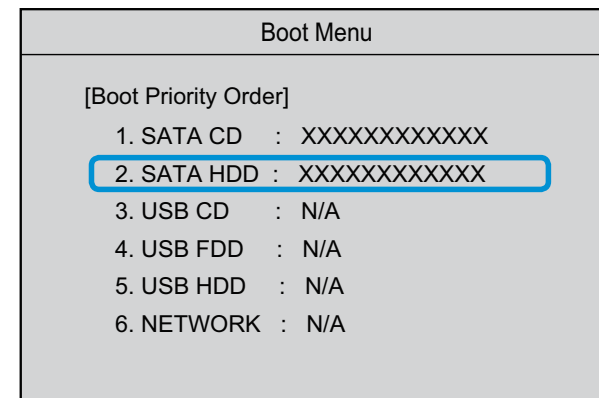 Boot Menu
[Boot Priority Order]
1. SATA CD : XXXXXXXXXXXX
2. SATA HDD : XXXXXXXXXXXX
3. USB CD : N/A
4. USB FDD : N/A
5. USB HDD : N/A
6. NETWORK : N/A